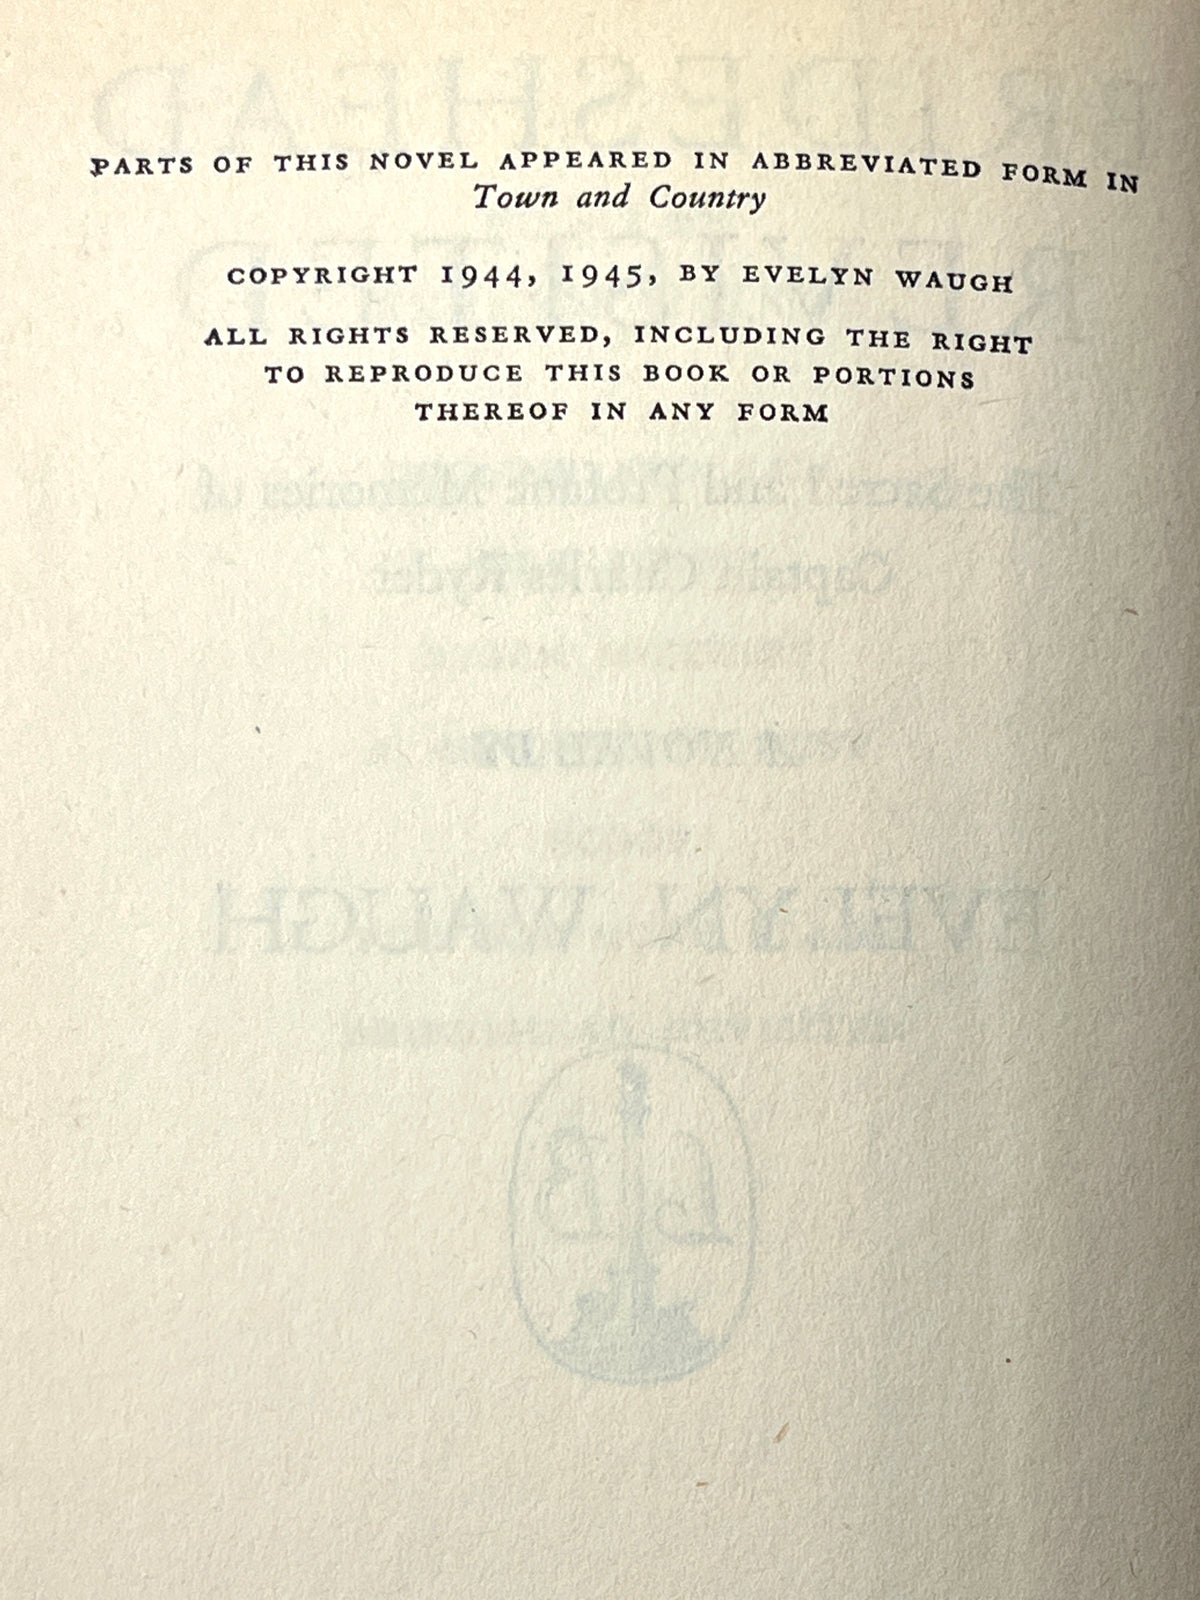 PARTS OF THIS NOVEL APPEARED IN ABBREVIATED FORM IN
Town and Country
COPYRIGHT 1944, 1945, BY EVELYN WAUGH
ALL RIGHTS RESERVED, INCLUDING THE RIGHT
TO REPRODUCE THIS BOOK OR PORTIONS
THEREOF IN ANY FORM